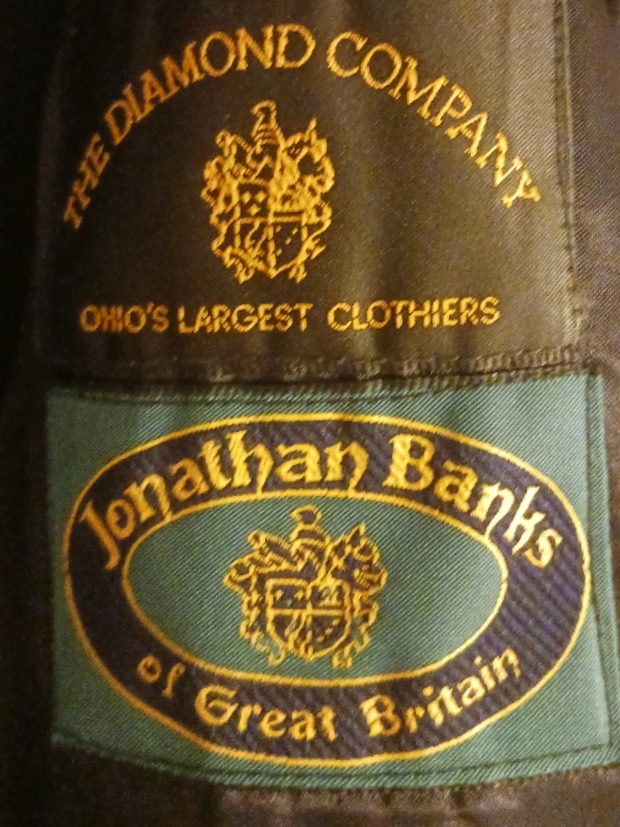 THE DIAMOND COMPANY
OHIO'S LARGEST CLOTHIERS
Jonathan Banks
of Great Britain